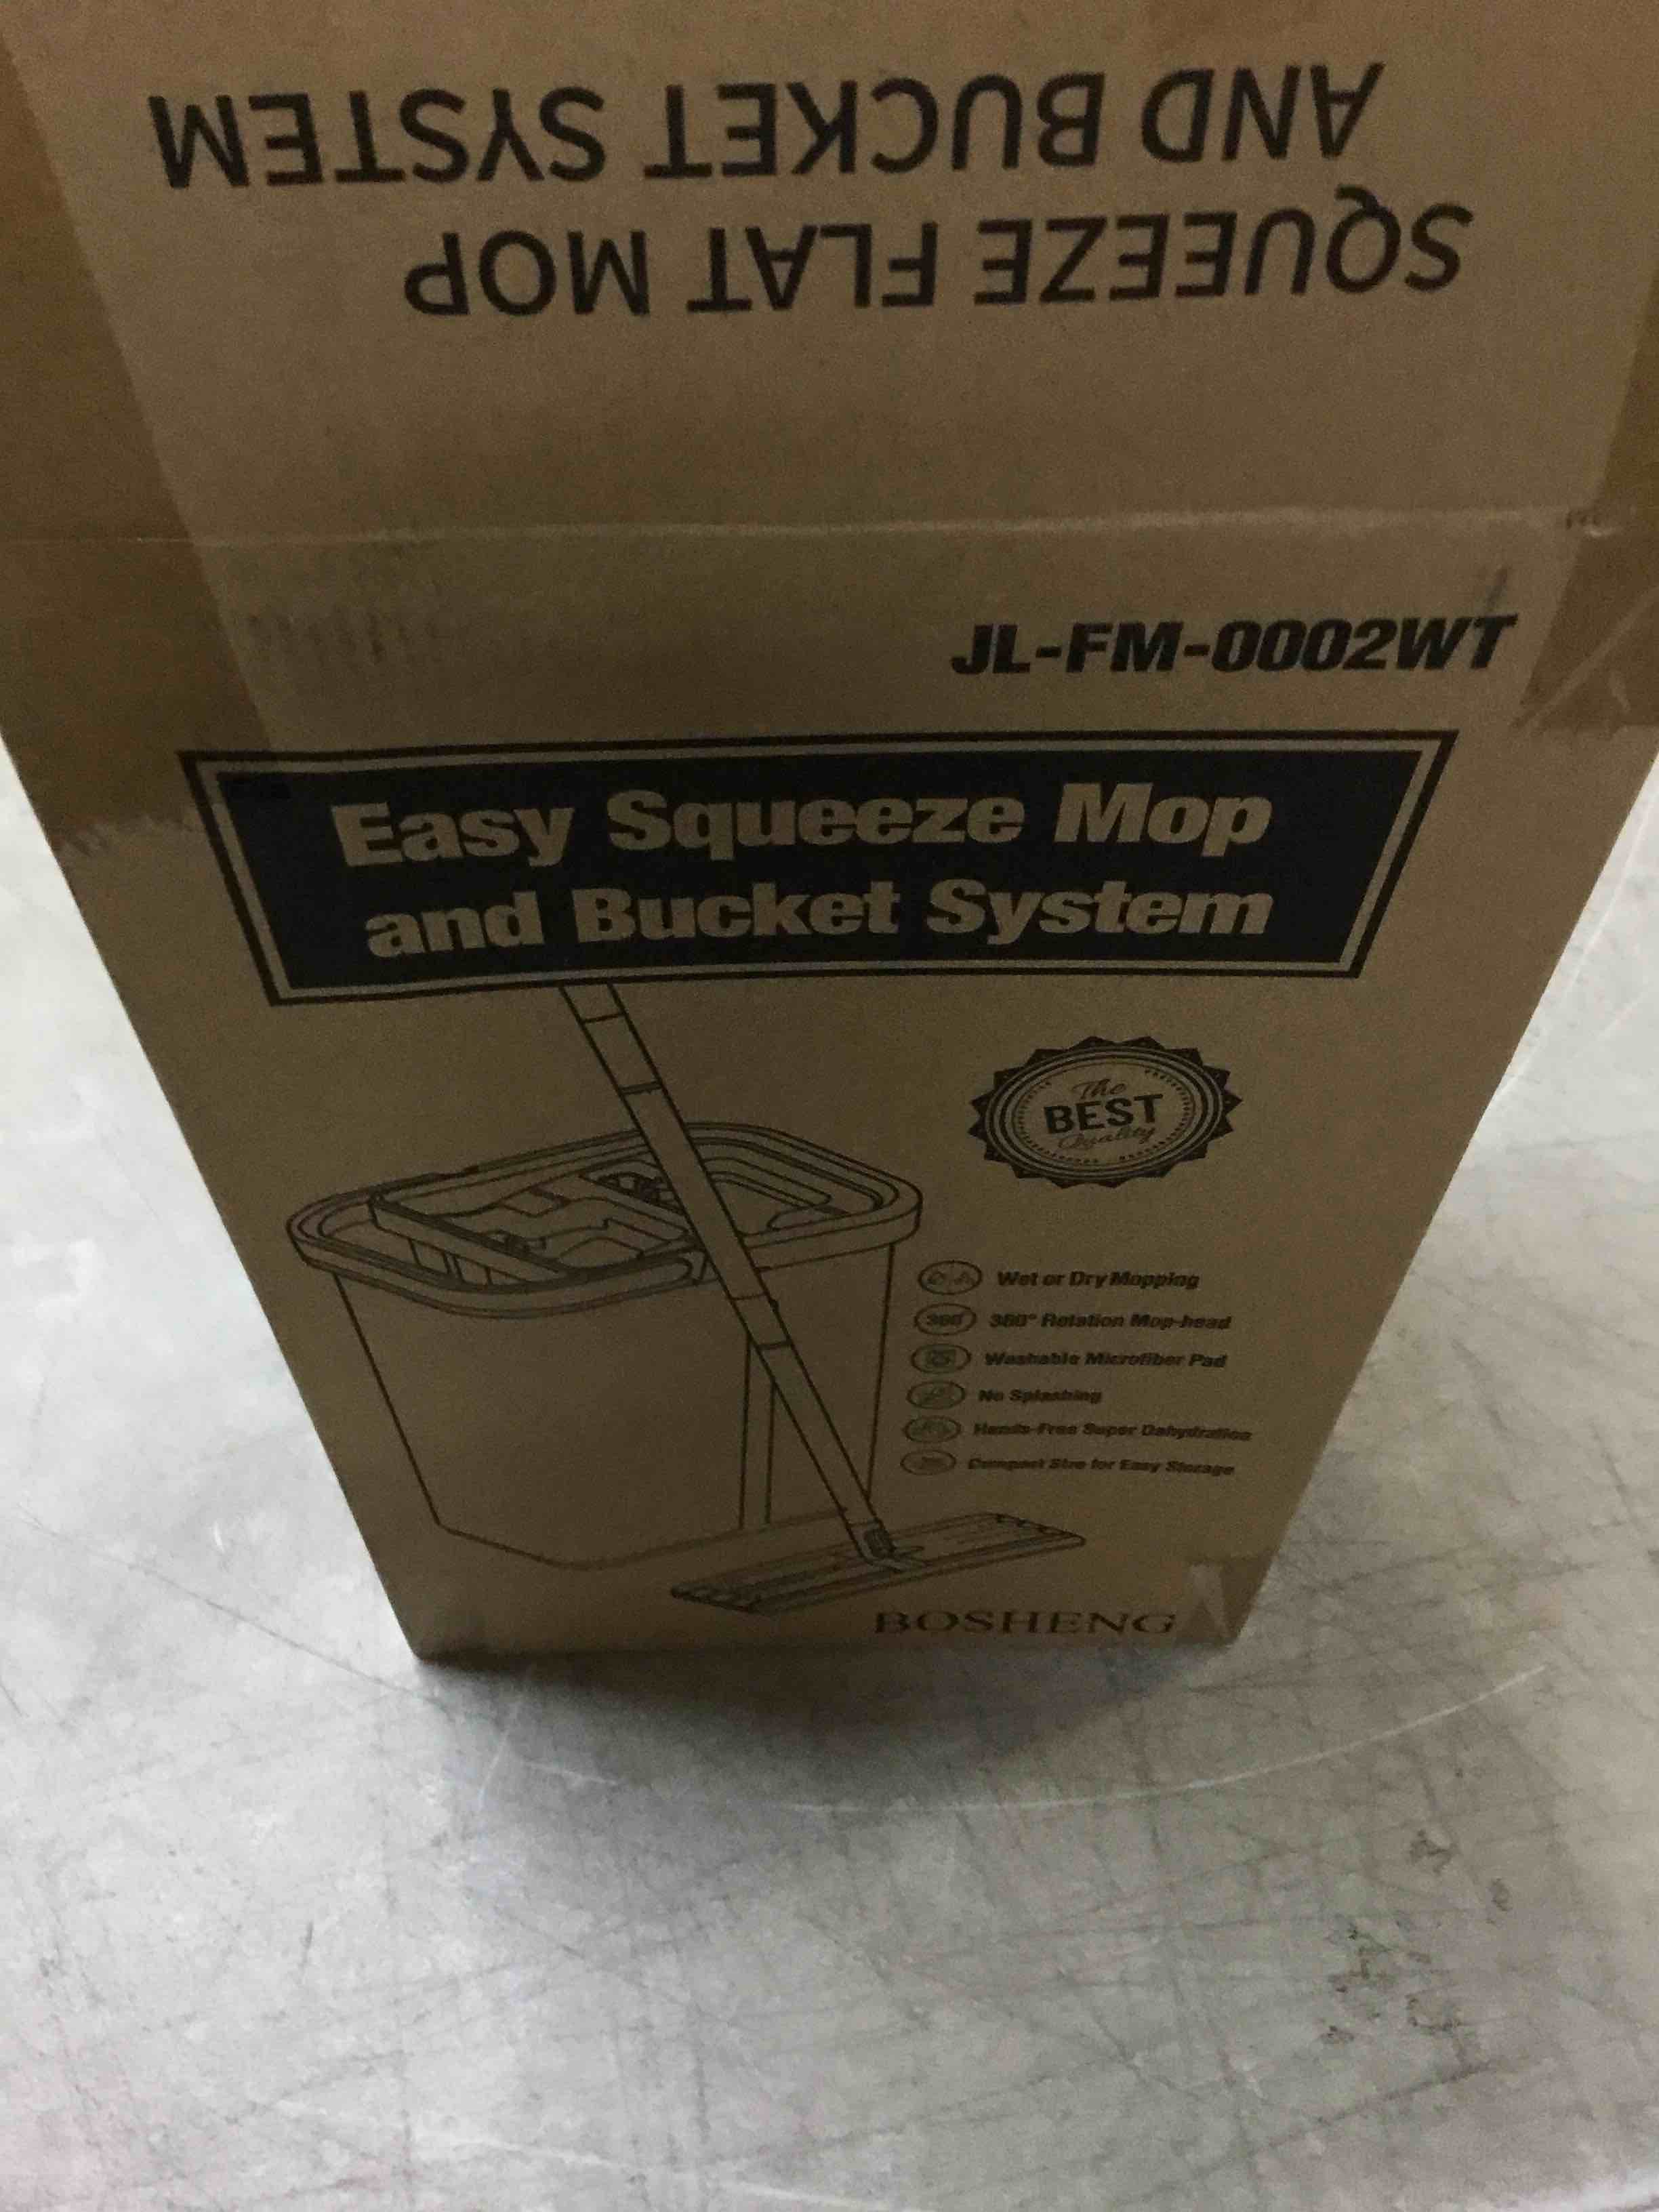 SQUEEZE FLAT MOP
AND BUCKET SYSTEM
JL-FM-0002WT
Easy Squeeze Mop
and Bucket System
The
BEST
Quality
Wet or Dry Mopping
360° 360° Rotation Mop-head
Washable Microfiber Pad
No Splashing
Hands-Free Super Dehydration
Compact Size for Easy Storage
BOSHENG